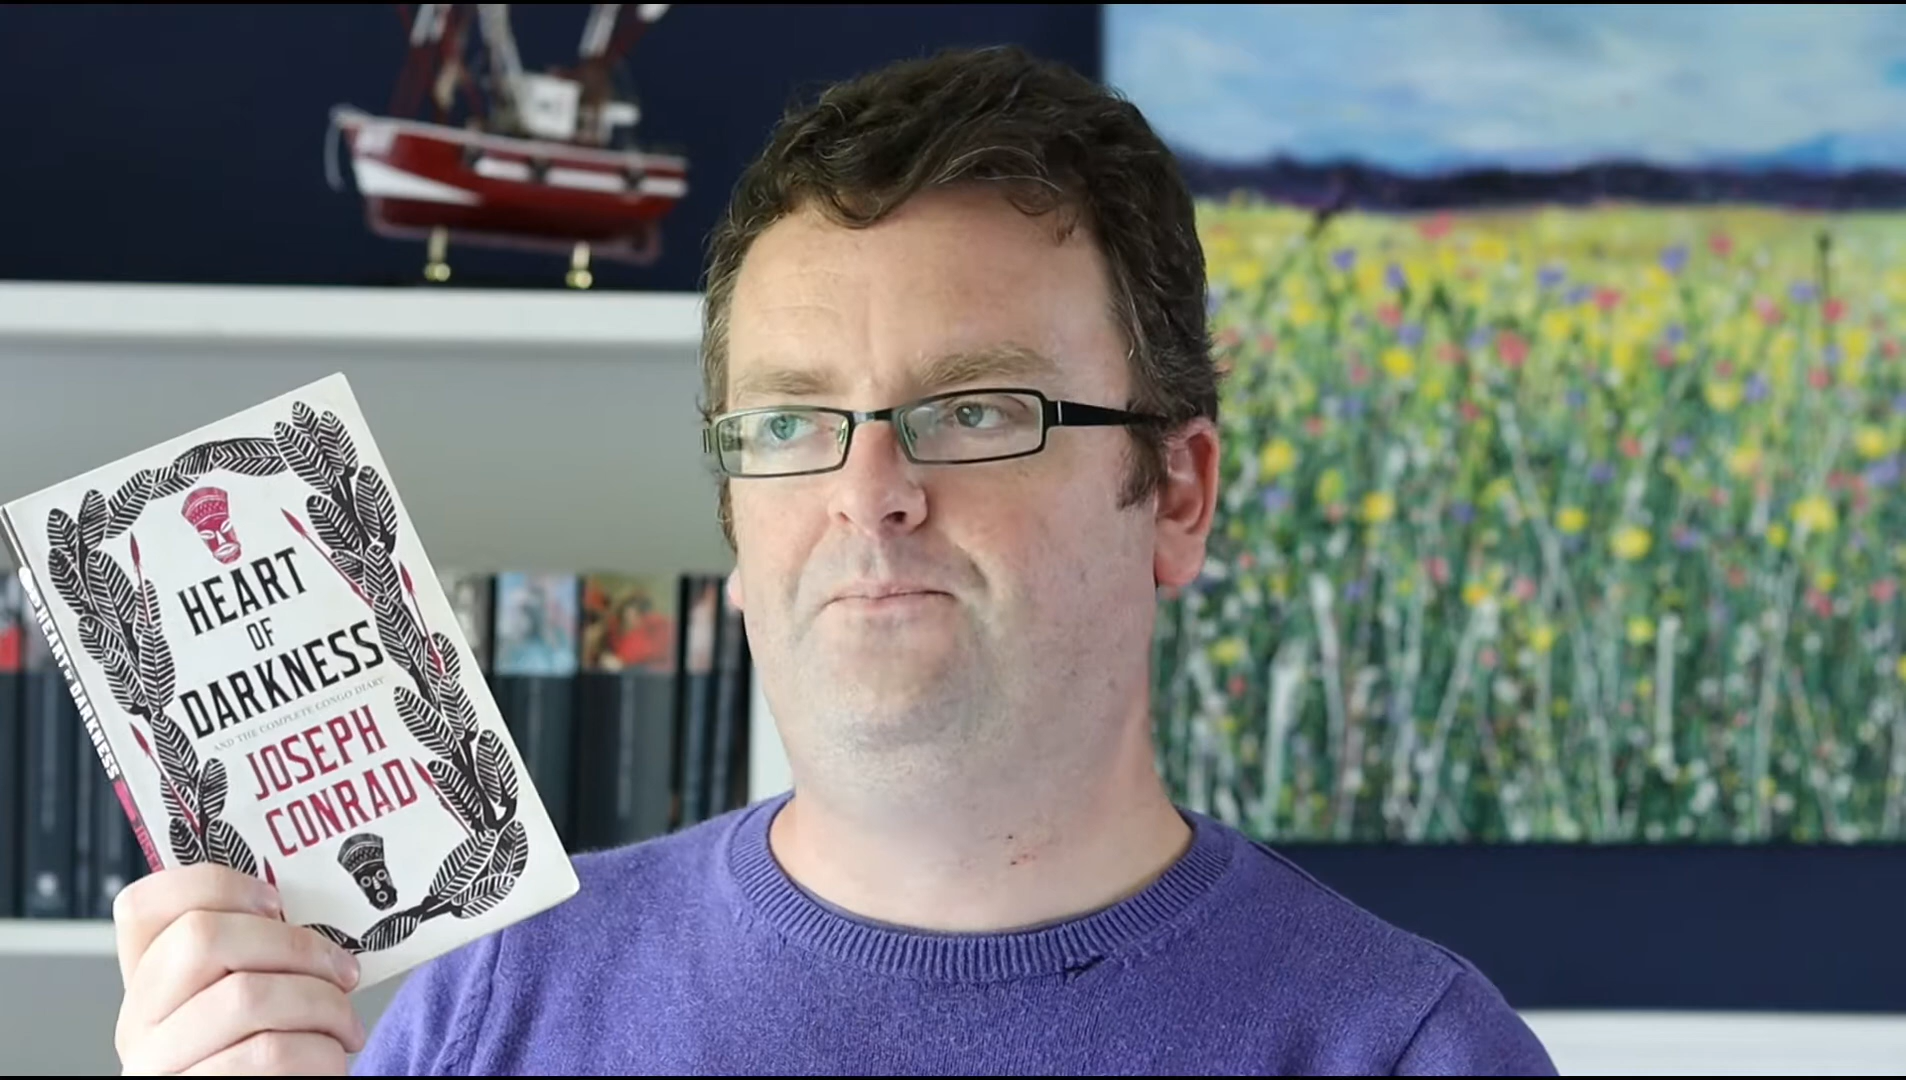 HEART
OF
DARKNESS
AND THE COMPLETE CONGO DIARY
JOSEPH
CONRAD
HEART OF DARKNESS